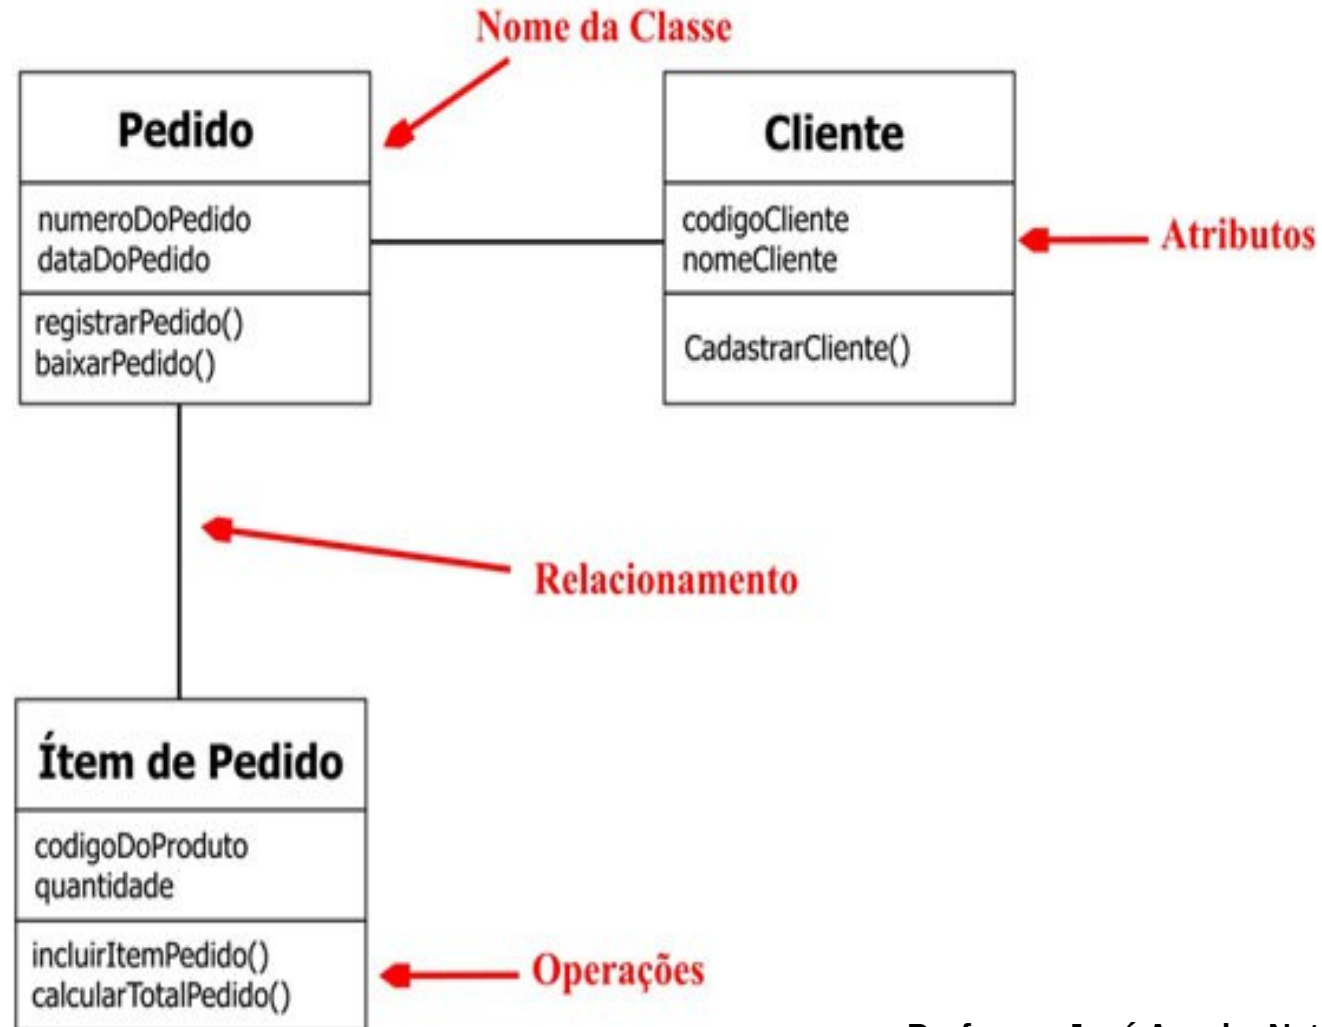 Nome da Classe
Pedido
numeroDoPedido
dataDoPedido
registrarPedido()
baixarPedido()
Cliente
codigoCliente
nomeCliente
CadastrarCliente()
Atributos
Relacionamento
Ítem de Pedido
codigoDoProduto
quantidade
incluirItemPedido()
calcularTotalPedido()
Operações